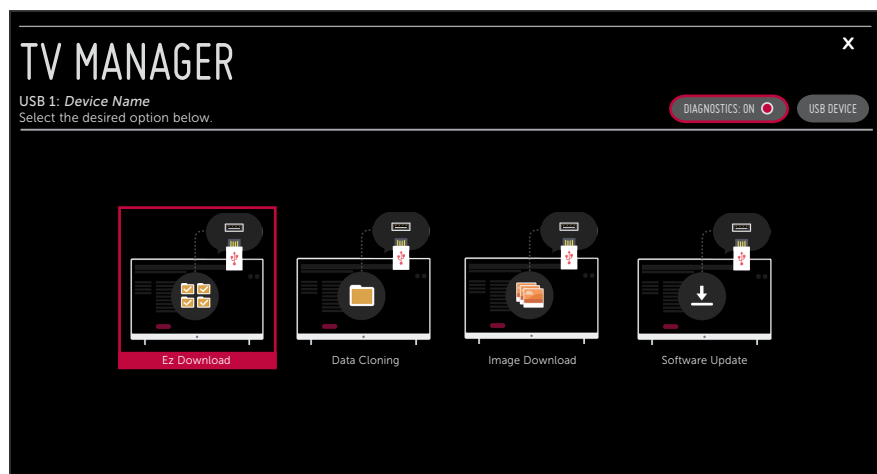 X
TV MANAGER
USB 1: Device Name
Select the desired option below.
DIAGNOSTICS: ON
USB DEVICE
Ez Download
Data Cloning
Image Download
Software Update